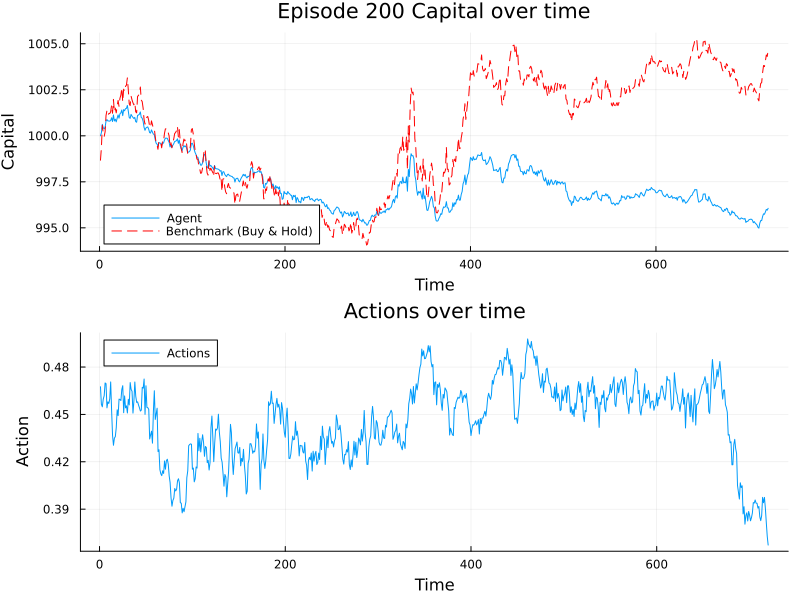 Episode 200 Capital over time
Capital
1005.0
1002.5
1000.0
997.5
995.0
Agent
Benchmark (Buy & Hold)
0 200 400 600
Time
Actions over time
Action
0.48
0.45
0.42
0.39
Actions
0 200 400 600
Time